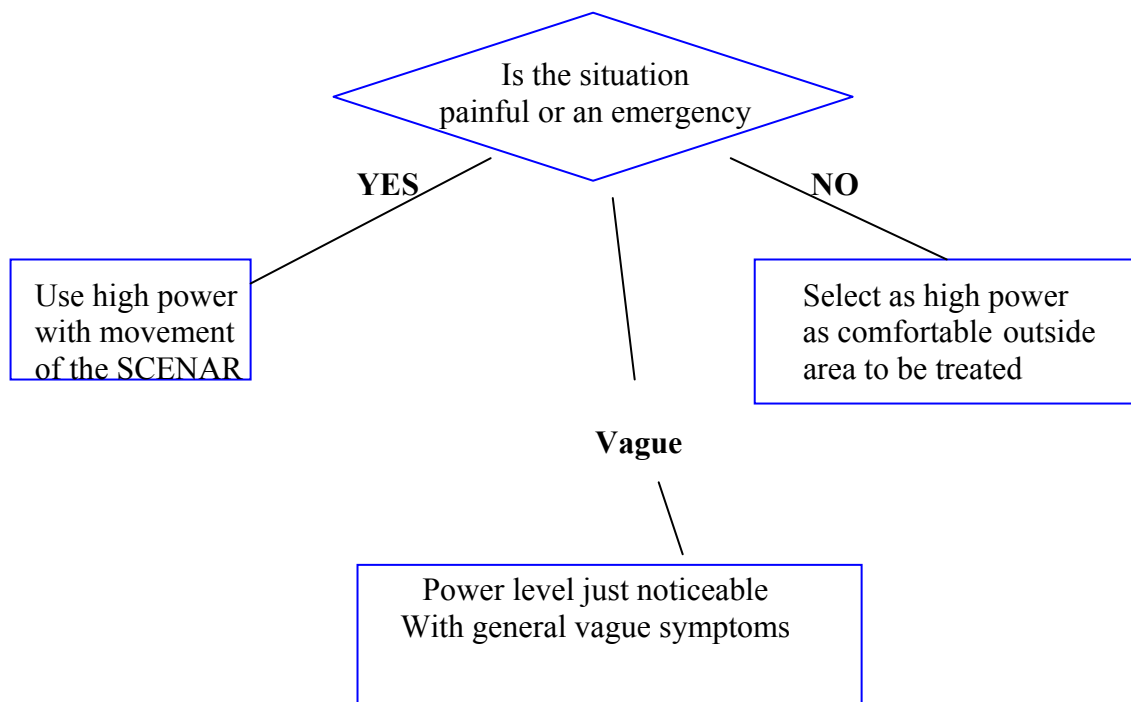 Is the situation
painful or an emergency
YES
NO
Use high power
with movement
of the SCENAR
Select as high power
as comfortable outside
area to be treated
Vague
Power level just noticeable
With general vague symptoms